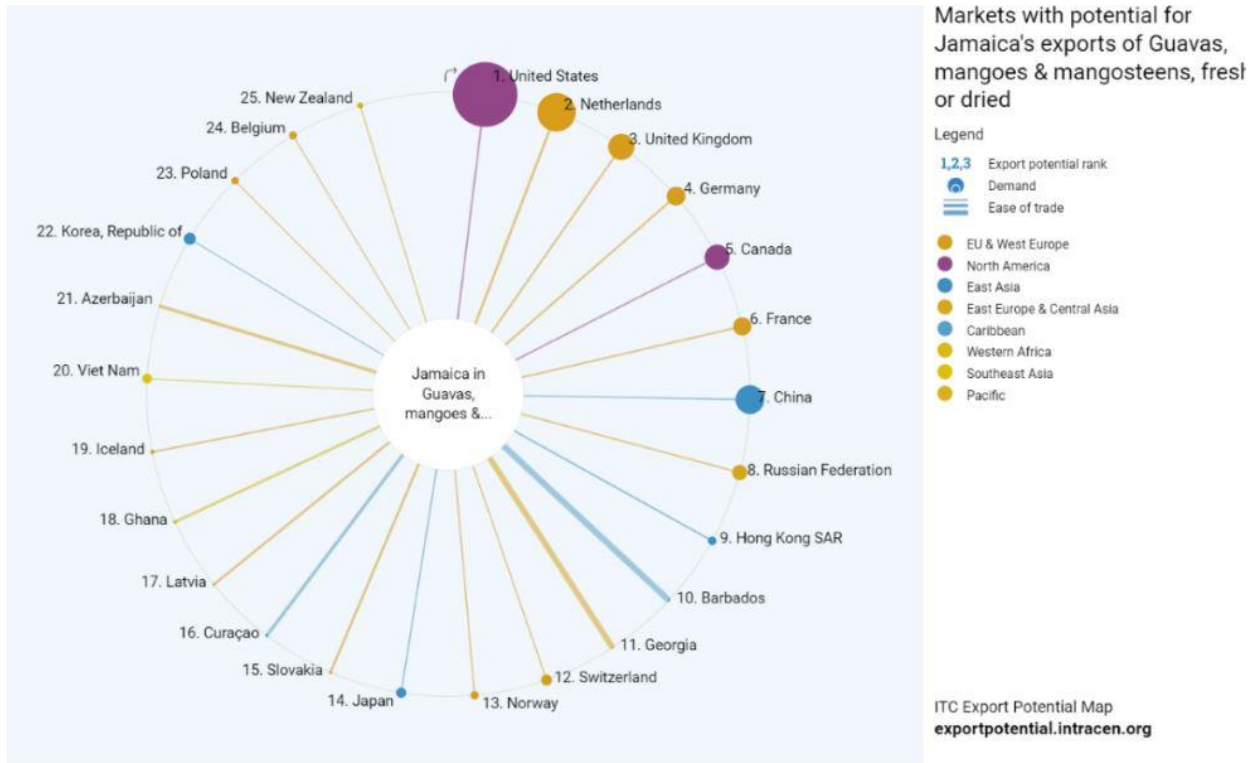 Markets with potential for
Jamaica's exports of Guavas,
mangoes & mangosteens, fresh
or dried
Legend
1,2,3 Export potential rank
Demand
Ease of trade
EU & West Europe
North America
East Asia
East Europe & Central Asia
Caribbean
Western Africa
Southeast Asia
Pacific
1. United States
2. Netherlands
3. United Kingdom
4. Germany
5. Canada
6. France
7. China
8. Russian Federation
9. Hong Kong SAR
10. Barbados
11. Georgia
12. Switzerland
13. Norway
14. Japan
15. Slovakia
16. Curaçao
17. Latvia
18. Ghana
19. Iceland
20. Viet Nam
21. Azerbaijan
22. Korea, Republic of
23. Poland
24. Belgium
25. New Zealand
Jamaica in
Guavas,
mangoes &...
ITC Export Potential Map
exportpotential.intracen.org